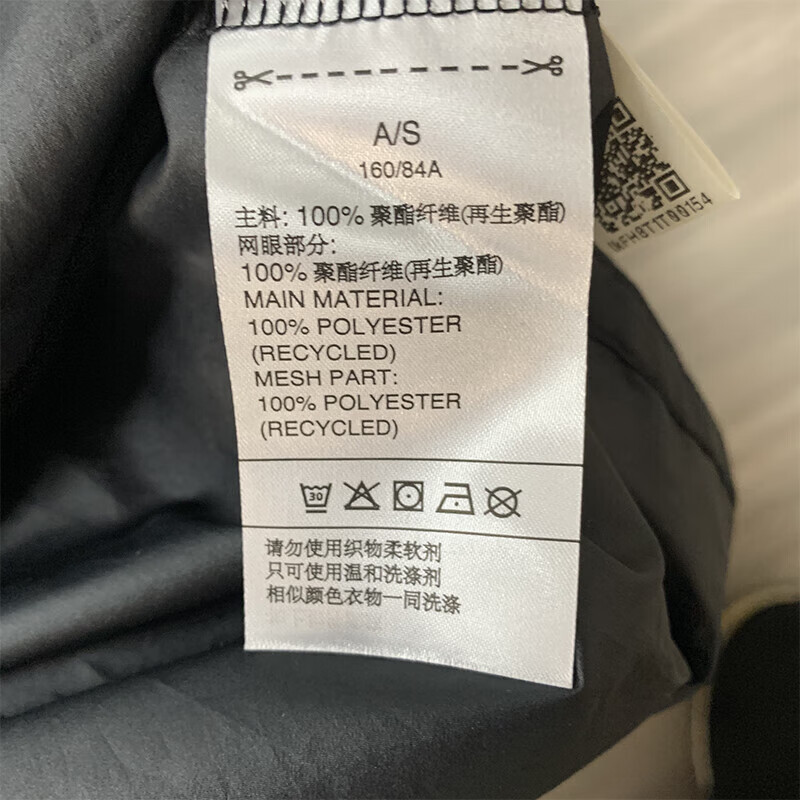 A/S
160/84A
主料: 100% 聚酯纤维(再生聚酯)
网眼部分:
100% 聚酯纤维(再生聚酯)
MAIN MATERIAL:
100% POLYESTER
(RECYCLED)
MESH PART:
100% POLYESTER
(RECYCLED)
30
请勿使用织物柔软剂
只可使用温和洗涤剂
相似颜色衣物一同洗涤